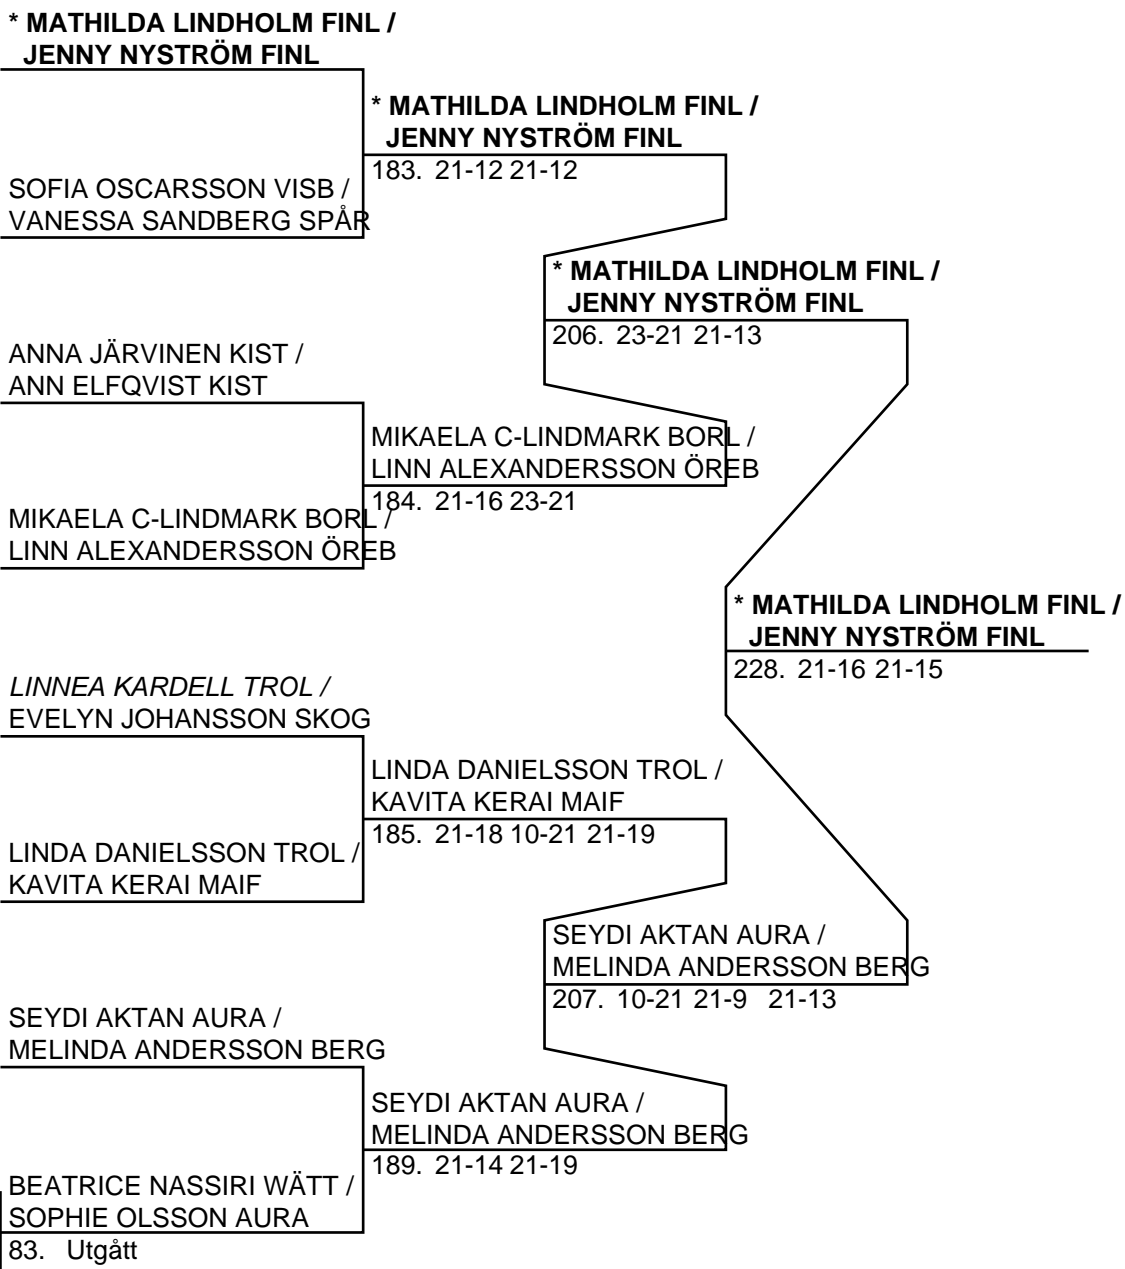 * MATHILDA LINDHOLM FINL /
JENNY NYSTRÖM FINL
* MATHILDA LINDHOLM FINL /
JENNY NYSTRÖM FINL
183. 21-12 21-12
SOFIA OSCARSSON VISB /
VANESSA SANDBERG SPÅR
* MATHILDA LINDHOLM FINL /
JENNY NYSTRÖM FINL
206. 23-21 21-13
ANNA JÄRVINEN KIST /
ANN ELFQVIST KIST
MIKAELA C-LINDMARK BORL /
LINN ALEXANDERSSON ÖREB
184. 21-16 23-21
MIKAELA C-LINDMARK BORL /
LINN ALEXANDERSSON ÖREB
* MATHILDA LINDHOLM FINL /
JENNY NYSTRÖM FINL
228. 21-16 21-15
LINNEA KARDELL TROL /
EVELYN JOHANSSON SKOG
LINDA DANIELSSON TROL /
KAVITA KERAI MAIF
185. 21-18 10-21 21-19
LINDA DANIELSSON TROL /
KAVITA KERAI MAIF
SEYDI AKTAN AURA /
MELINDA ANDERSSON BERG
207. 10-21 21-9 21-13
SEYDI AKTAN AURA /
MELINDA ANDERSSON BERG
SEYDI AKTAN AURA /
MELINDA ANDERSSON BERG
189. 21-14 21-19
BEATRICE NASSIRI WÄTT /
SOPHIE OLSSON AURA
83. Utgått